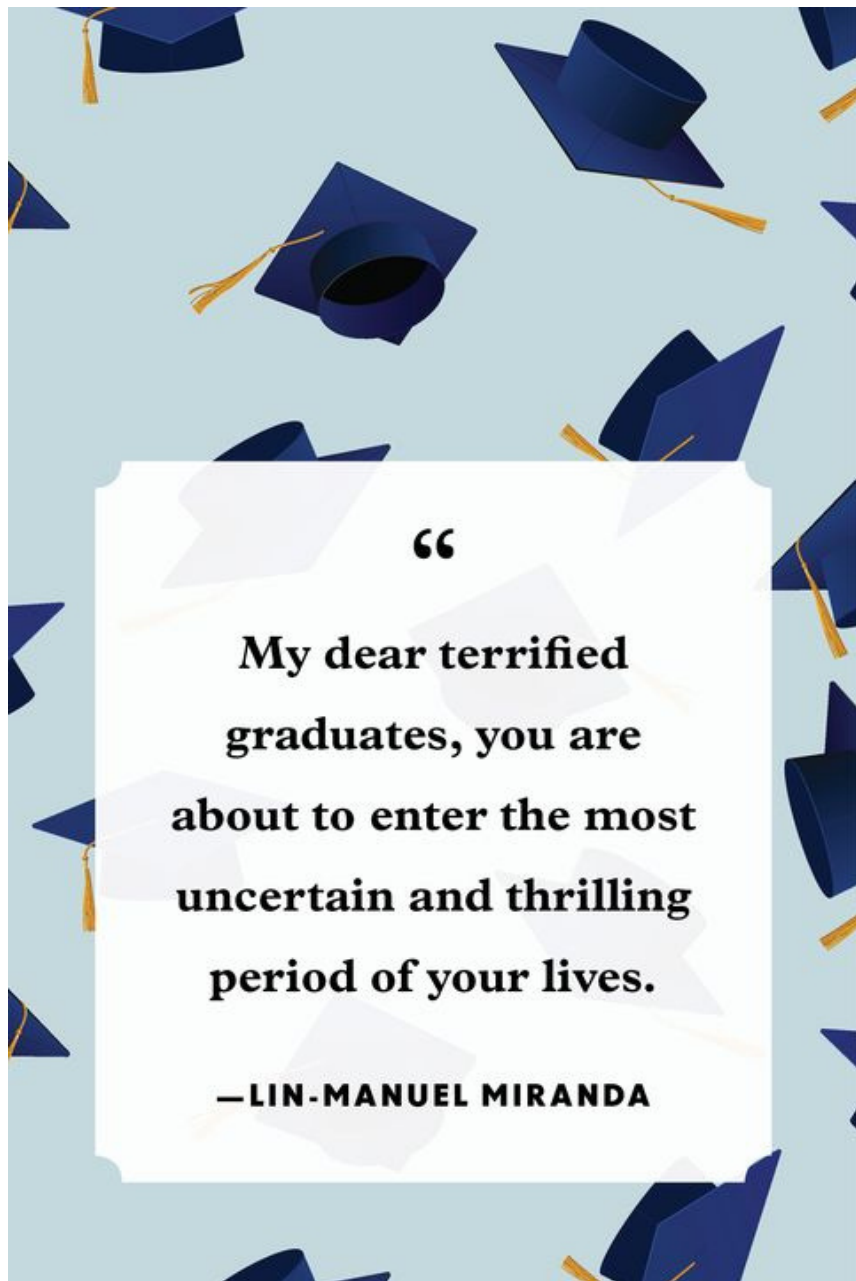 “
My dear terrified
graduates, you are
about to enter the most
uncertain and thrilling
period of your lives.
—LIN-MANUEL MIRANDA